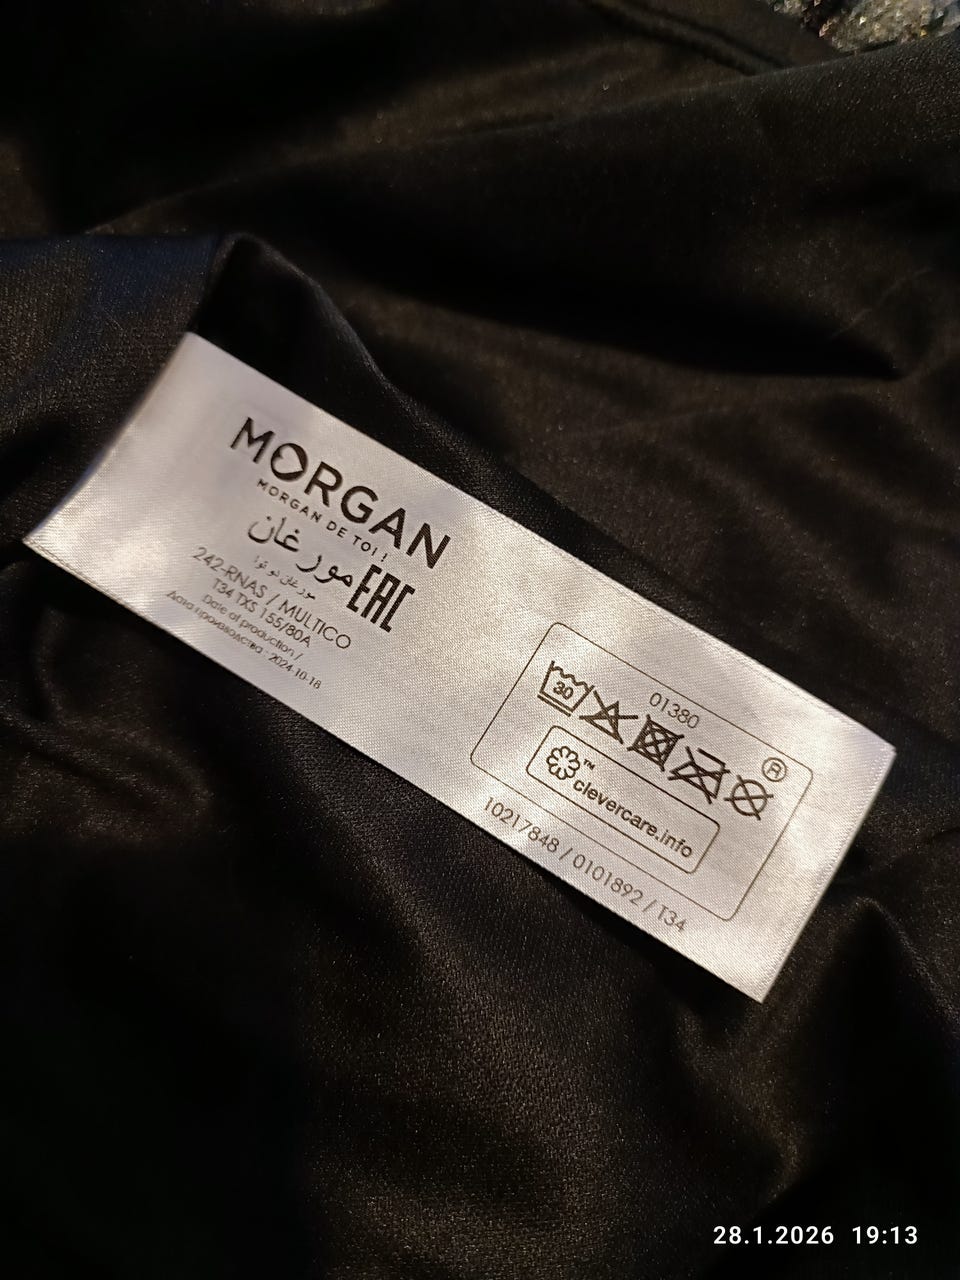 MORGAN
MORGAN DE TOI !
مورغان
مورغان دو توا
EAC
242-RNAS / MULTICO
T34 TXS 155/80A
Date of production /
Дата производства : 2024-10-18
01380
30
®
™
clevercare.info
10217848 / 0101892 / T34
28.1.2026 19:13